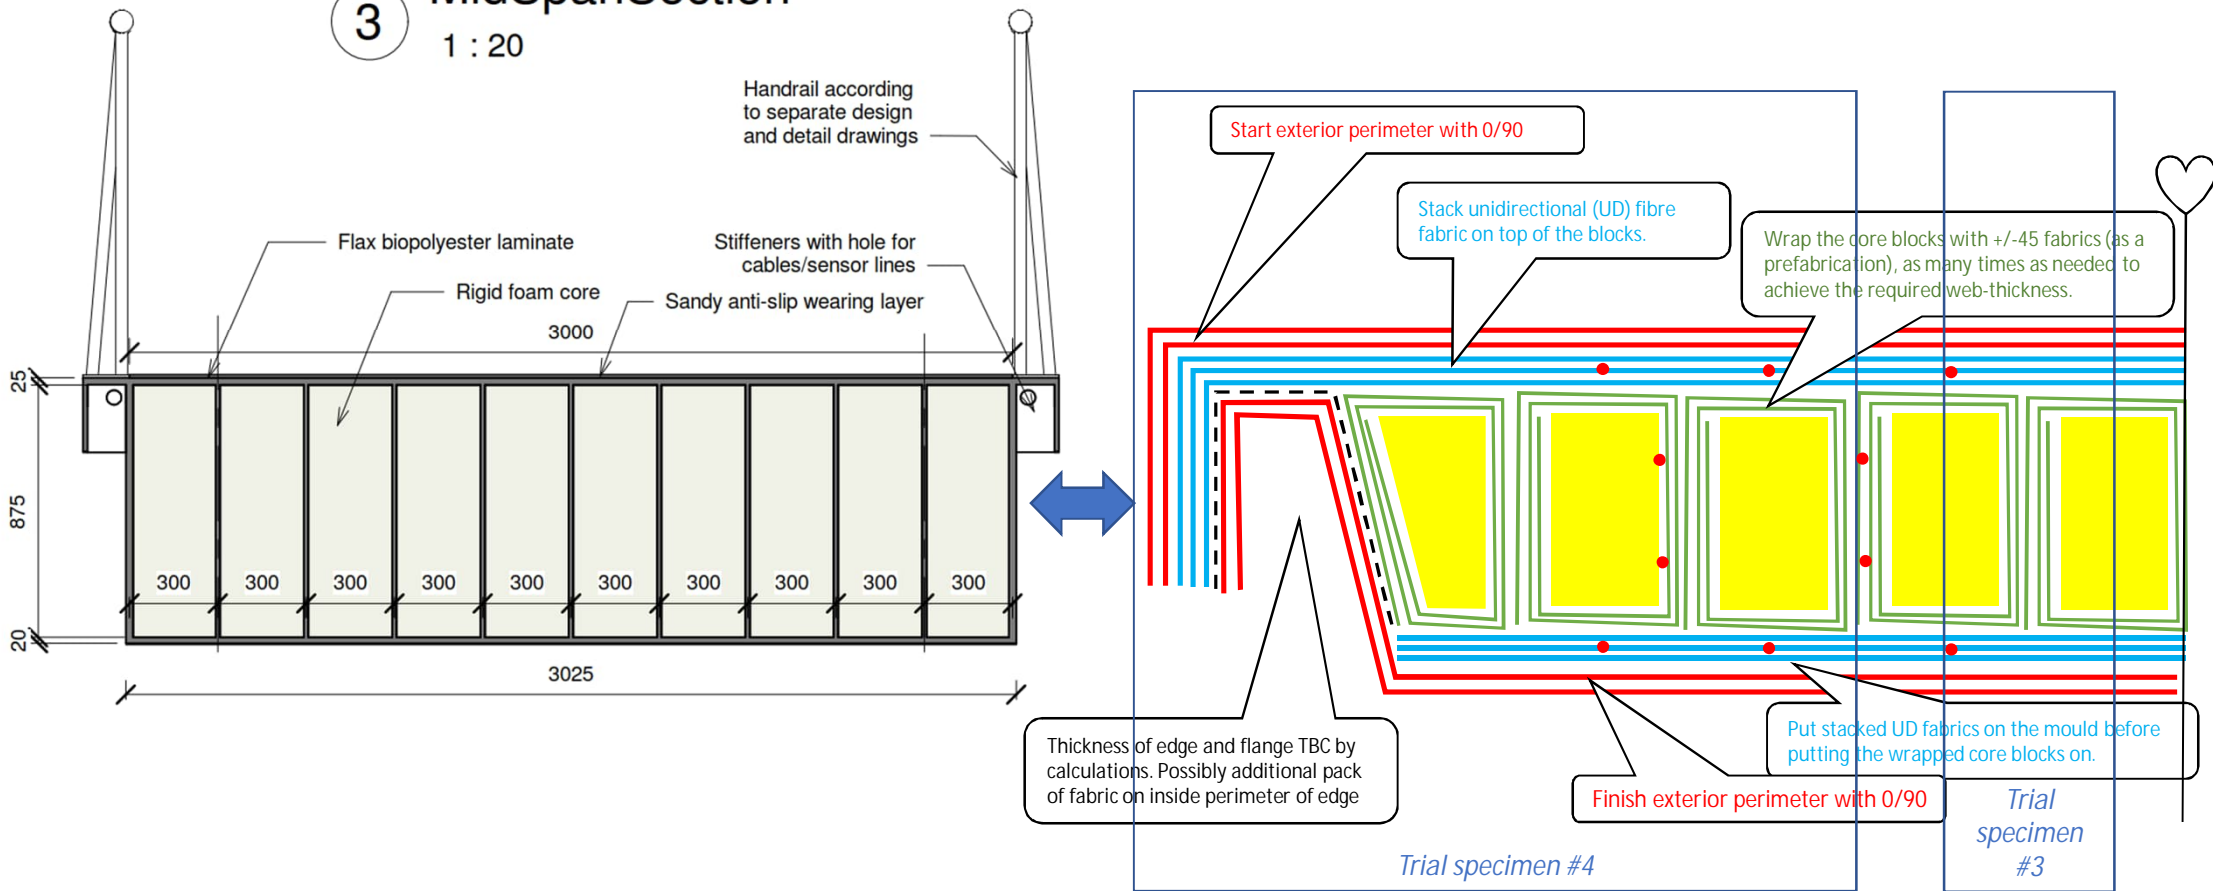 3
MidSpanSection
1 : 20
Handrail according
to separate design
and detail drawings
Flax biopolyester laminate
Stiffeners with hole for
cables/sensor lines
Rigid foam core
Sandy anti-slip wearing layer
3000
25
875
20
300 300 300 300 300 300 300 300 300 300
3025
Start exterior perimeter with 0/90
Stack unidirectional (UD) fibre
fabric on top of the blocks.
Wrap the core blocks with +/-45 fabrics (as a
prefabrication), as many times as needed to
achieve the required web-thickness.
Thickness of edge and flange TBC by
calculations. Possibly additional pack
of fabric on inside perimeter of edge
Put stacked UD fabrics on the mould before
putting the wrapped core blocks on.
Finish exterior perimeter with 0/90
Trial specimen #4
Trial
specimen
#3